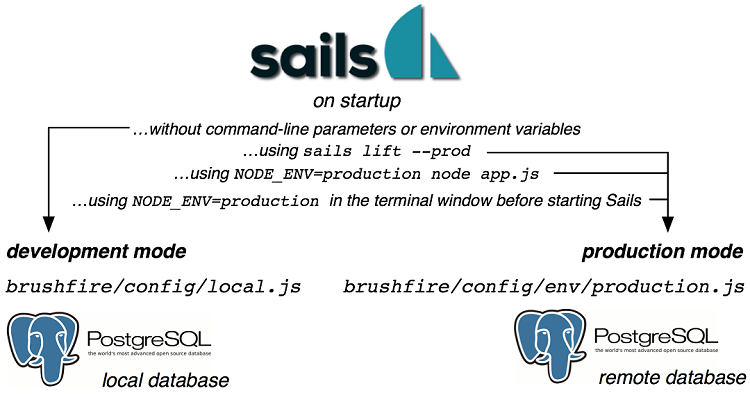 sails
on startup
…without command-line parameters or environment variables
…using sails lift --prod
…using NODE_ENV=production node app.js
…using NODE_ENV=production in the terminal window before starting Sails
development mode
production mode
brushfire/config/local.js
brushfire/config/env/production.js
PostgreSQL
the world's most advanced open source database
local database
PostgreSQL
the world's most advanced open source database
remote database